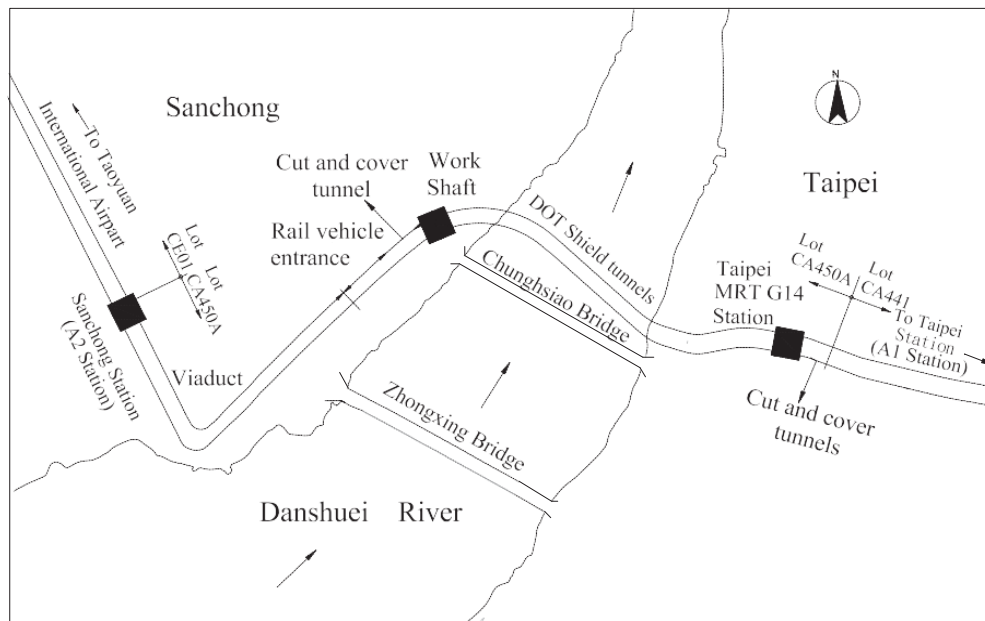 N
Sanchong
To Taoyuan
International Airpart
Cut and cover
tunnel
Work
Shaft
Taipei
Rail vehicle
entrance
DOT Shield tunnels
Lot
CE01
Lot
CA450A
Chunghsiao Bridge
Lot
CA450A
Lot
CA441
Taipei
MRT G14
Station
To Taipei
Station
(A1 Station)
Sanchong Station
(A2 Station)
Viaduct
Zhongxing Bridge
Cut and cover
tunnels
Danshuei River